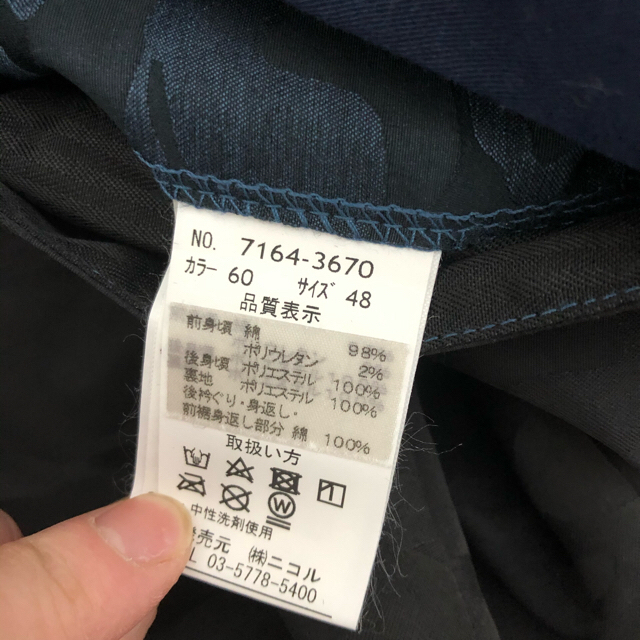 NO. 7164-3670
カラー 60 サイズ 48
品質表示
前身頃 綿 98%
ポリウレタン 2%
後身頃 ポリエステル 100%
裏地 ポリエステル 100%
後衿ぐり・身返し・
前裾身返し部分 綿 100%
取扱い方
W
中性洗剤使用
発売元 ㈱ニコル
03-5778-5400